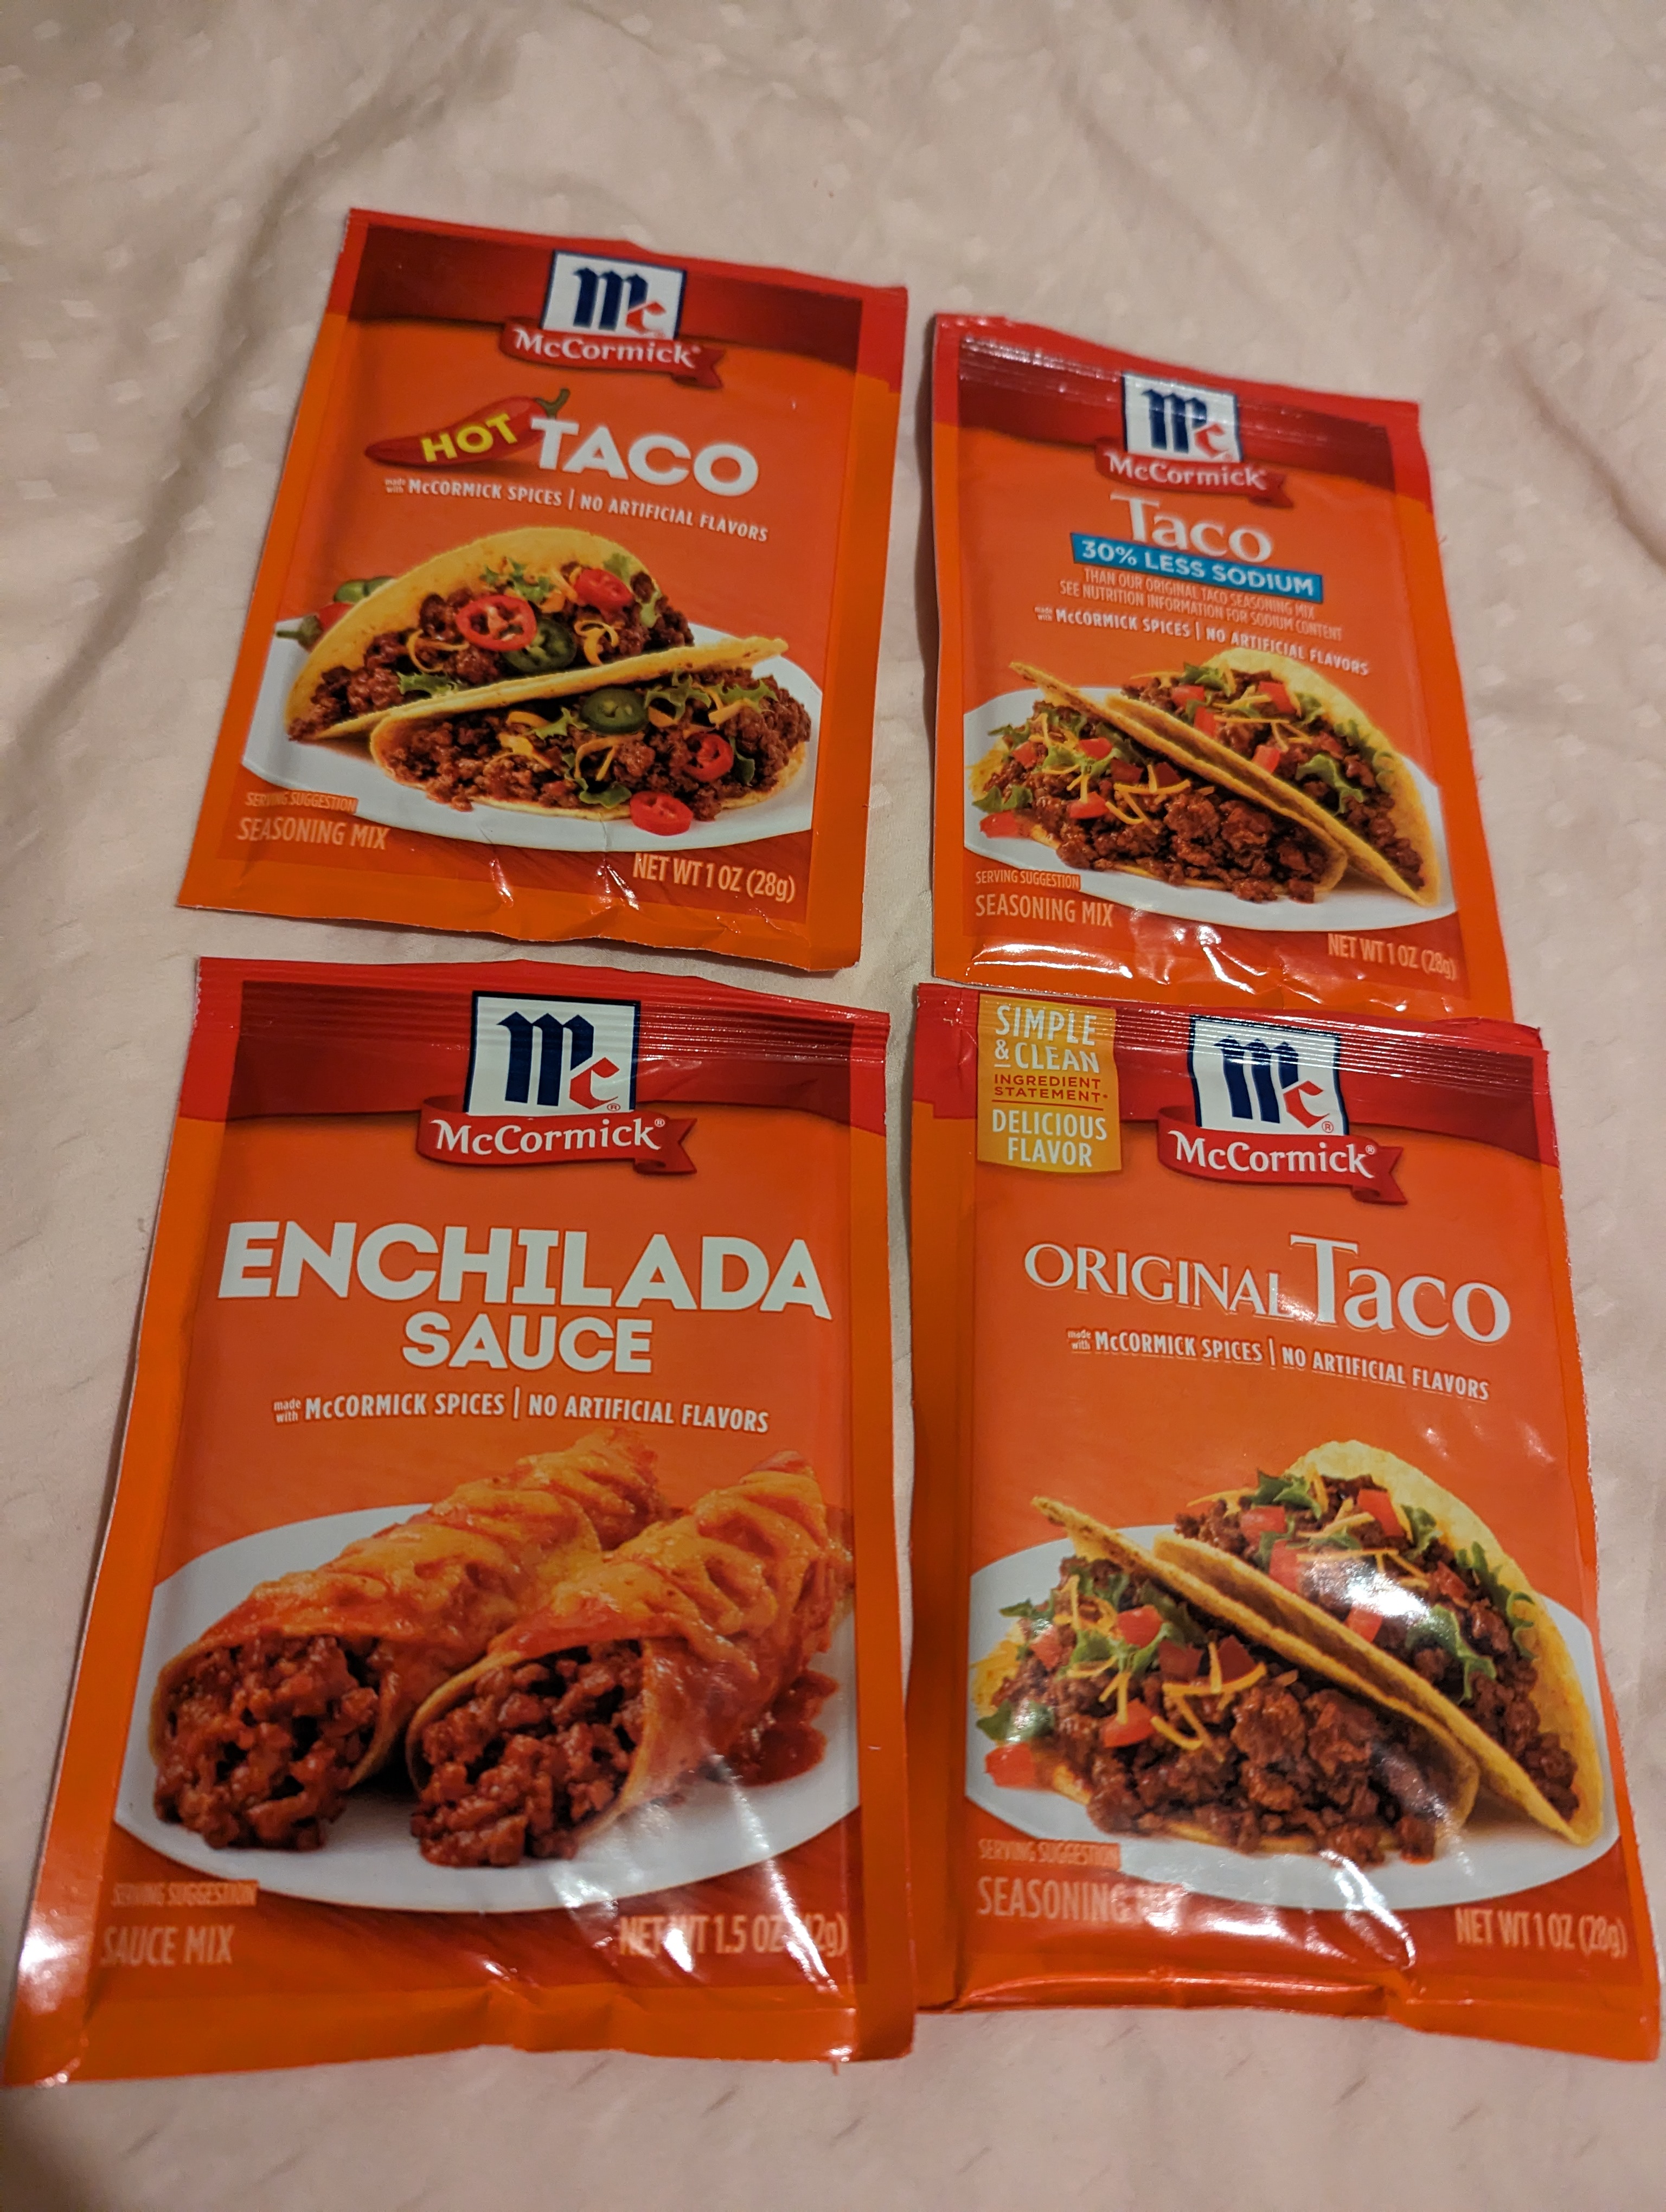 Mc
McCormick®
HOT TACO
made with McCORMICK SPICES | NO ARTIFICIAL FLAVORS
SERVING SUGGESTION
SEASONING MIX
NET WT 1 OZ (28g)
Mc
McCormick®
Taco
30% LESS SODIUM
THAN OUR ORIGINAL TACO SEASONING MIX
SEE NUTRITION INFORMATION FOR SODIUM CONTENT
made with McCORMICK SPICES | NO ARTIFICIAL FLAVORS
SERVING SUGGESTION
SEASONING MIX
NET WT 1 OZ (28g)
Mc®
McCormick®
ENCHILADA
SAUCE
made with McCORMICK SPICES | NO ARTIFICIAL FLAVORS
SERVING SUGGESTION
SAUCE MIX
NET WT 1.5 OZ
SIMPLE
& CLEAN
INGREDIENT
STATEMENT*
DELICIOUS
FLAVOR
Mc®
McCormick®
ORIGINAL Taco
made with McCORMICK SPICES | NO ARTIFICIAL FLAVORS
SERVING SUGGESTION
SEASONING
NET WT 1 OZ (28g)